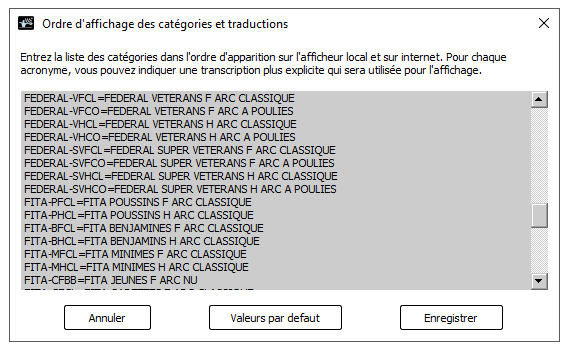 Ordre d'affichage des catégories et traductions
Entrez la liste des catégories dans l'ordre d'apparition sur l'afficheur local et sur internet. Pour chaque
acronyme, vous pouvez indiquer une transcription plus explicite qui sera utilisée pour l'affichage.
FEDERAL-VFCL=FEDERAL VETERANS F ARC CLASSIQUE
FEDERAL-VFCO=FEDERAL VETERANS F ARC A POULIES
FEDERAL-VHCL=FEDERAL VETERANS H ARC CLASSIQUE
FEDERAL-VHCO=FEDERAL VETERANS H ARC A POULIES
FEDERAL-SVFCL=FEDERAL SUPER VETERANS F ARC CLASSIQUE
FEDERAL-SVFCO=FEDERAL SUPER VETERANS F ARC A POULIES
FEDERAL-SVHCL=FEDERAL SUPER VETERANS H ARC CLASSIQUE
FEDERAL-SVHCO=FEDERAL SUPER VETERANS H ARC A POULIES
FITA-PFCL=FITA POUSSINS F ARC CLASSIQUE
FITA-PHCL=FITA POUSSINS H ARC CLASSIQUE
FITA-BFCL=FITA BENJAMINES F ARC CLASSIQUE
FITA-BHCL=FITA BENJAMINS H ARC CLASSIQUE
FITA-MFCL=FITA MINIMES F ARC CLASSIQUE
FITA-MHCL=FITA MINIMES H ARC CLASSIQUE
FITA-CFBB=FITA JEUNES F ARC NU
Annuler
Valeurs par defaut
Enregistrer